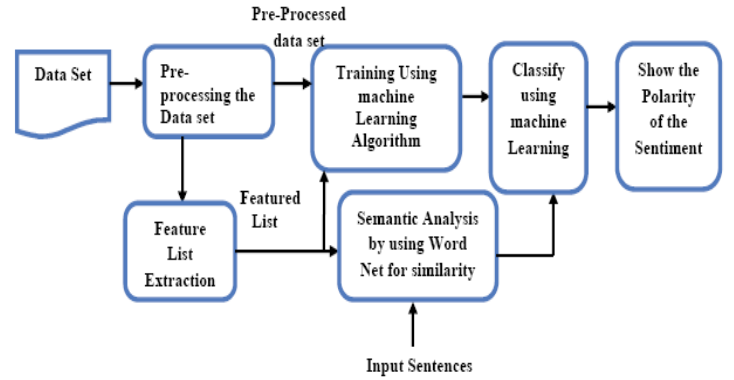 Pre-Processed
data set
Data Set
Pre-
processing the
Data set
Training Using
machine
Learning
Algorithm
Classify
using
machine
Learning
Show the
Polarity
of the
Sentiment
Feature
List
Extraction
Featured
List
Semantic Analysis
by using Word
Net for similarity
Input Sentences